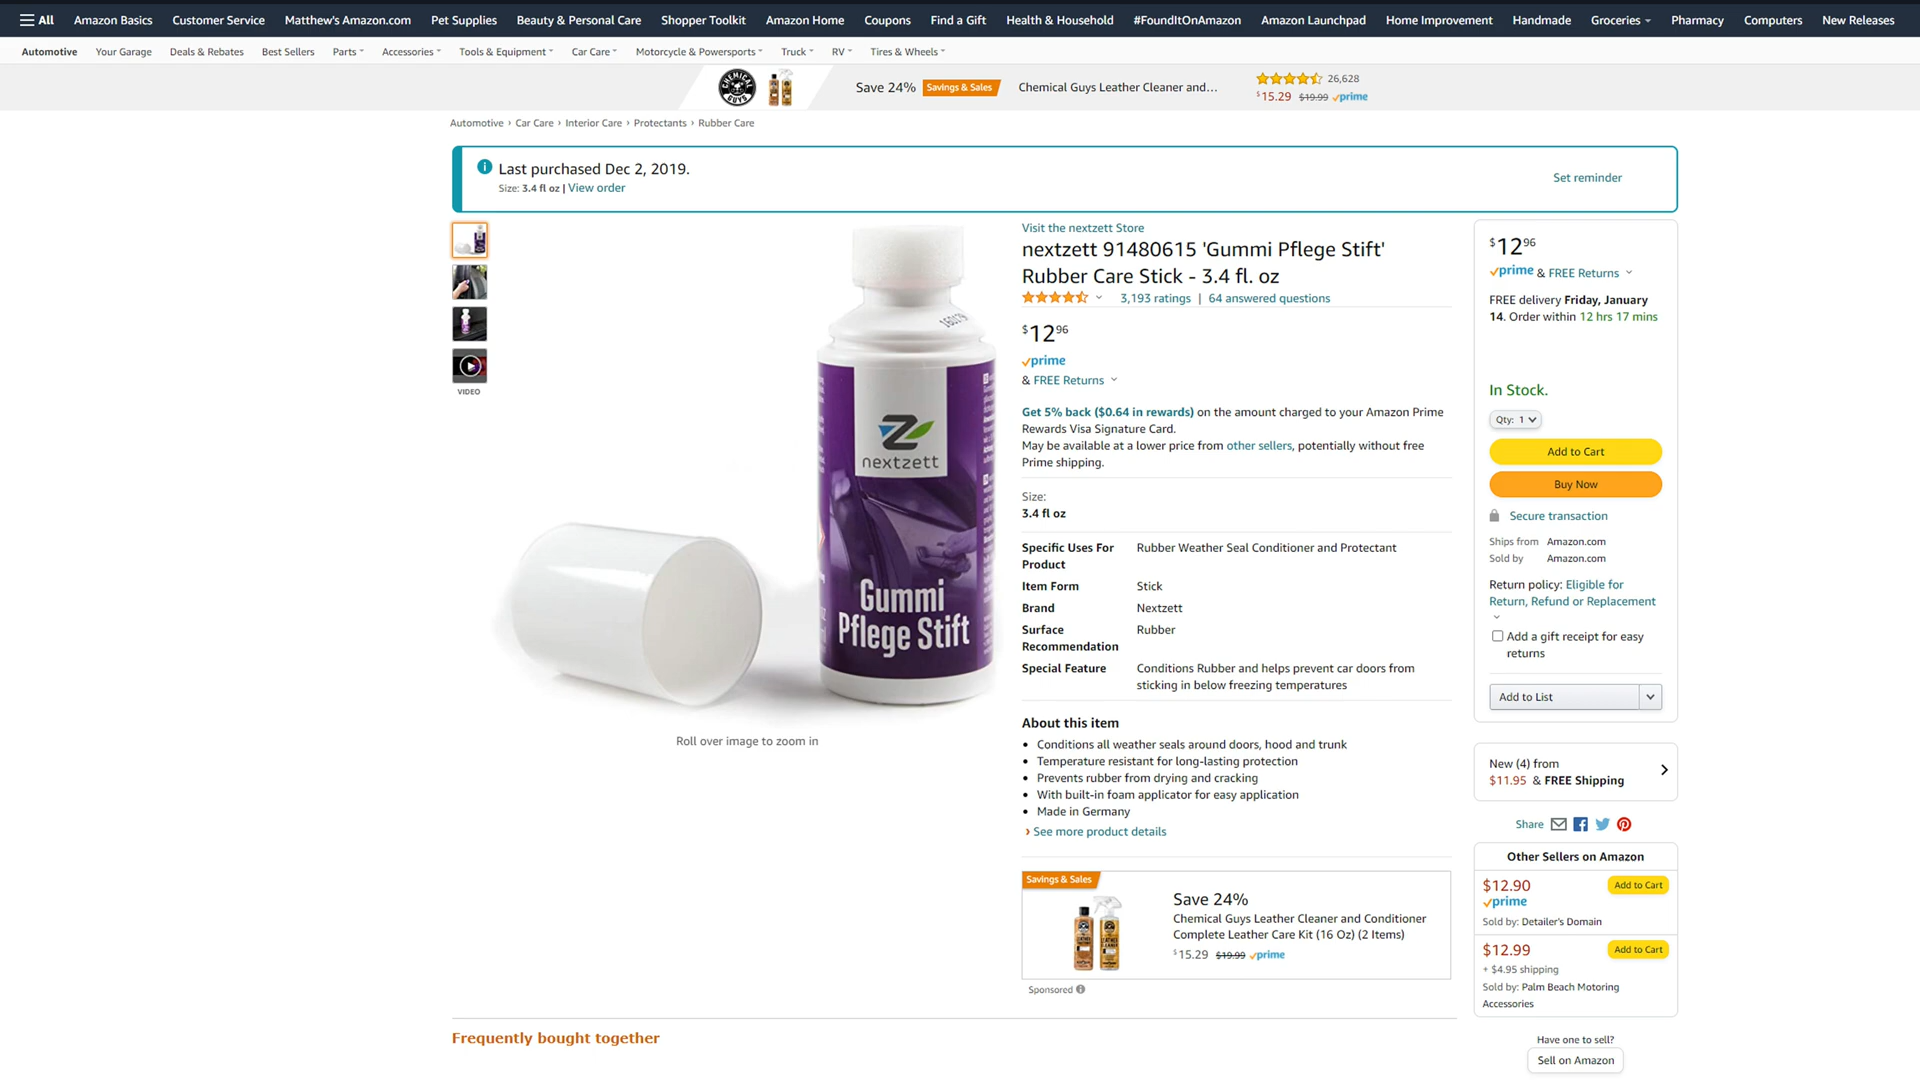 All Amazon Basics Customer Service Matthew's Amazon.com Pet Supplies Beauty & Personal Care Shopper Toolkit Amazon Home Coupons Find a Gift Health & Household #FoundItOnAmazon Amazon Launchpad Home Improvement Handmade Groceries Pharmacy Computers New Releases
Automotive Your Garage Deals & Rebates Best Sellers Parts Accessories Tools & Equipment Car Care Motorcycle & Powersports Truck RV Tires & Wheels
CHEMICAL GUYS
Save 24% Savings & Sales Chemical Guys Leather Cleaner and... 26,628
$15.29 $19.99 prime
Automotive › Car Care › Interior Care › Protectants › Rubber Care
Last purchased Dec 2, 2019.
Size: 3.4 fl oz | View order
Set reminder
VIDEO
nextzett
Gummi
Pflege Stift
Roll over image to zoom in
Visit the nextzett Store
nextzett 91480615 'Gummi Pflege Stift'
Rubber Care Stick - 3.4 fl. oz
3,193 ratings | 64 answered questions
$12 96
prime
& FREE Returns
Get 5% back ($0.64 in rewards) on the amount charged to your Amazon Prime
Rewards Visa Signature Card.
May be available at a lower price from other sellers, potentially without free
Prime shipping.
Size:
3.4 fl oz
Specific Uses For Product Rubber Weather Seal Conditioner and Protectant
Item Form Stick
Brand Nextzett
Surface Recommendation Rubber
Special Feature Conditions Rubber and helps prevent car doors from
sticking in below freezing temperatures
About this item
• Conditions all weather seals around doors, hood and trunk
• Temperature resistant for long-lasting protection
• Prevents rubber from drying and cracking
• With built-in foam applicator for easy application
• Made in Germany
› See more product details
Savings & Sales
Save 24%
Chemical Guys Leather Cleaner and Conditioner
Complete Leather Care Kit (16 Oz) (2 Items)
$15.29 $19.99 prime
Sponsored
$12 96
prime & FREE Returns
FREE delivery Friday, January
14. Order within 12 hrs 17 mins
In Stock.
Qty: 1
Add to Cart
Buy Now
Secure transaction
Ships from Amazon.com
Sold by Amazon.com
Return policy: Eligible for
Return, Refund or Replacement
Add a gift receipt for easy
returns
Add to List
New (4) from
$11.95 & FREE Shipping
Share
Other Sellers on Amazon
$12.90 Add to Cart
prime
Sold by: Detailer's Domain
$12.99 Add to Cart
+ $4.95 shipping
Sold by: Palm Beach Motoring
Accessories
Have one to sell?
Sell on Amazon
Frequently bought together